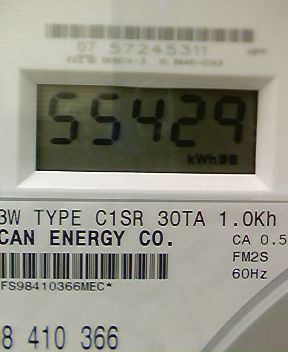 07 57245311
55429
kWh
3W TYPE C1SR 30TA 1.0Kh
CAN ENERGY CO.
CA 0.5
FM2S
60Hz
*FS98410366MEC*
8 410 366